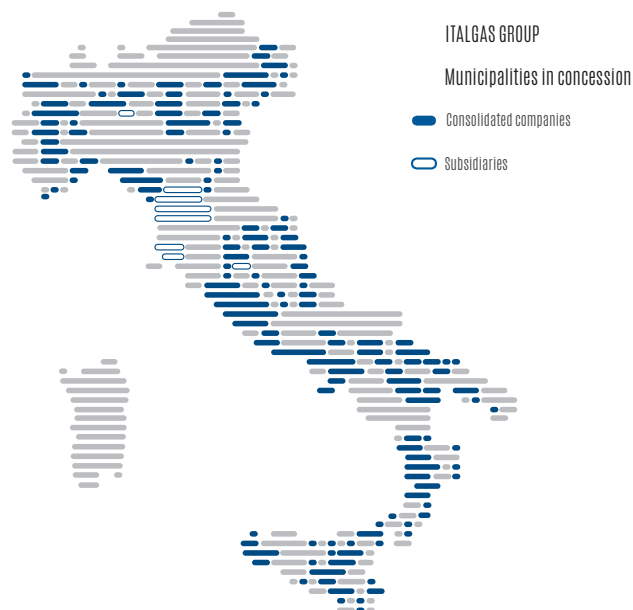 ITALGAS GROUP
Municipalities in concession
Consolidated companies
Subsidiaries